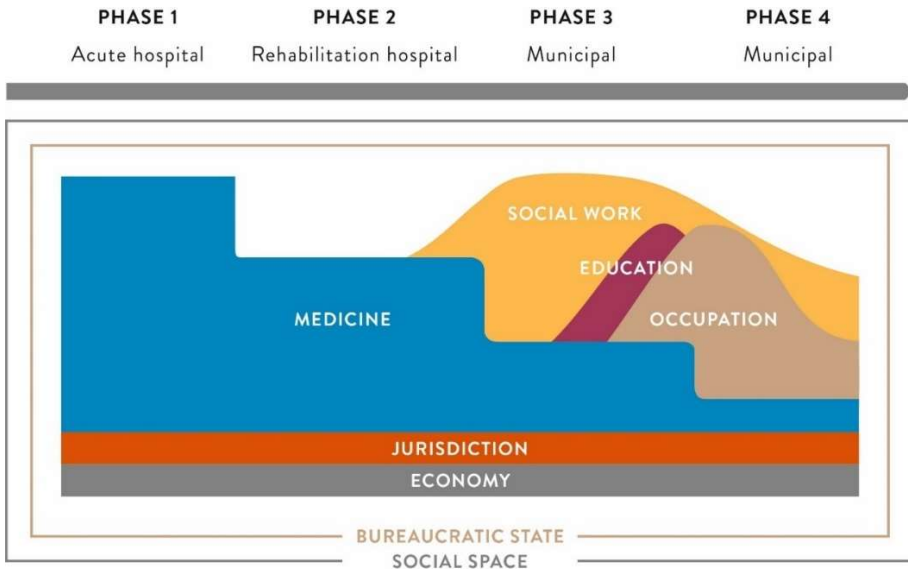 PHASE 1 PHASE 2 PHASE 3 PHASE 4
Acute hospital Rehabilitation hospital Municipal Municipal
SOCIAL WORK
EDUCATION
MEDICINE OCCUPATION
JURISDICTION
ECONOMY
BUREAUCRATIC STATE
SOCIAL SPACE